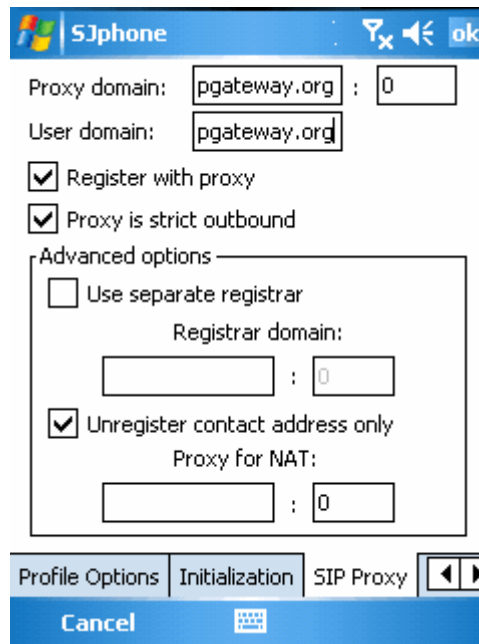 SJphone ok
Proxy domain: pgateway.org : 0
User domain: pgateway.org
Register with proxy
Proxy is strict outbound
Advanced options
Use separate registrar
Registrar domain:
: 0
Unregister contact address only
Proxy for NAT:
: 0
Profile Options Initialization SIP Proxy
Cancel